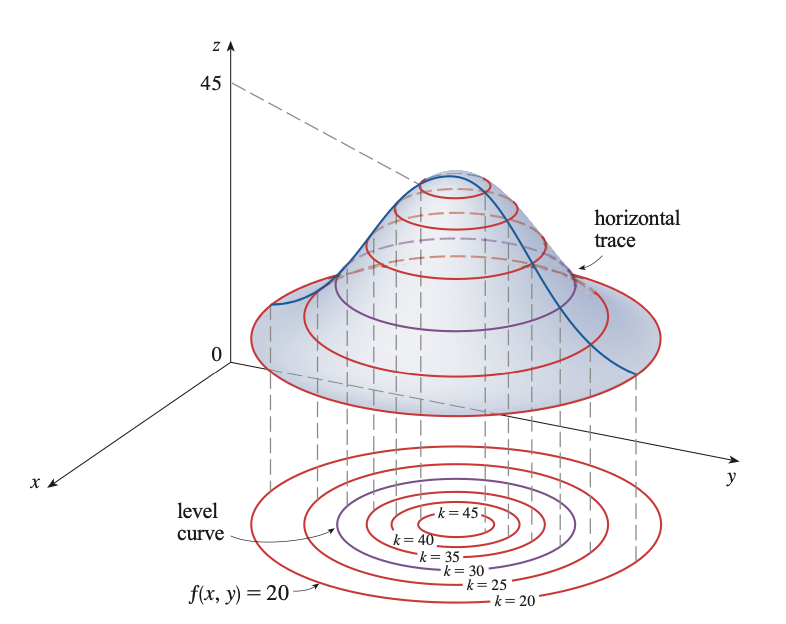 z
45
horizontal
trace
0
x
y
level
curve
k = 45
k = 40
k = 35
k = 30
k = 25
k = 20
f(x, y) = 20